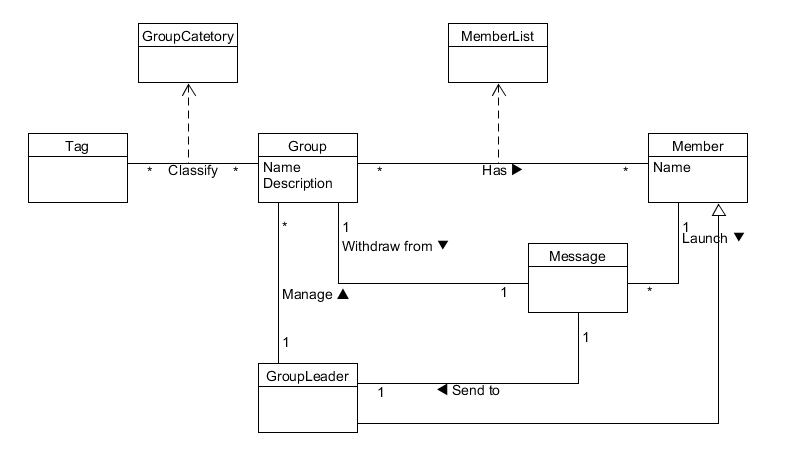 GroupCatetory
MemberList
Tag
Group
Member
* Classify *
Name
Description
* Has ▶ *
Name
*
1
1
Withdraw from ▼
Launch ▼
Message
Manage ▲
1
*
1
1
GroupLeader
1
◀ Send to